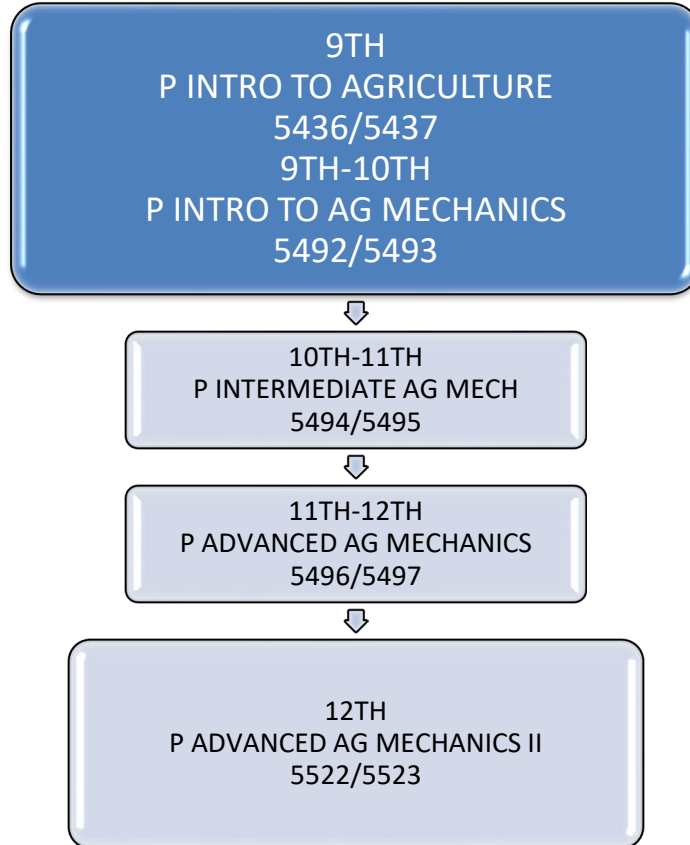 9TH
P INTRO TO AGRICULTURE
5436/5437
9TH-10TH
P INTRO TO AG MECHANICS
5492/5493
10TH-11TH
P INTERMEDIATE AG MECH
5494/5495
11TH-12TH
P ADVANCED AG MECHANICS
5496/5497
12TH
P ADVANCED AG MECHANICS II
5522/5523